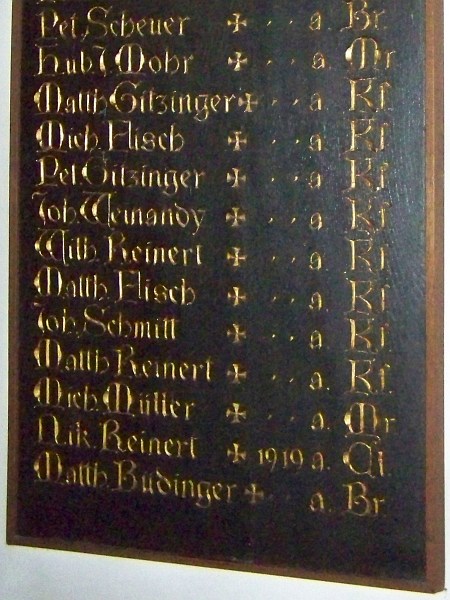 Pet. Scheuer ✠ · · a. Br.
Hub. J. Mohr ✠ · · a. Mr
Matth. Gitzinger ✠ · · a. Kf.
Mich. Flisch ✠ · · a. Kf.
Pet. Gitzinger ✠ · · a. Kf.
Joh. Weinandy ✠ · · a. Kf.
Wilh. Reinert ✠ · · a. Kf.
Matth. Flisch ✠ · · a. Kf.
Joh. Schmitt ✠ · · a. Kf.
Matth. Reinert ✠ · · a. Kf.
Mich. Müller ✠ · · a. Mr
Nik. Reinert ✠ 1919 a. Ci.
Matth. Budinger ✠ · · a. Br